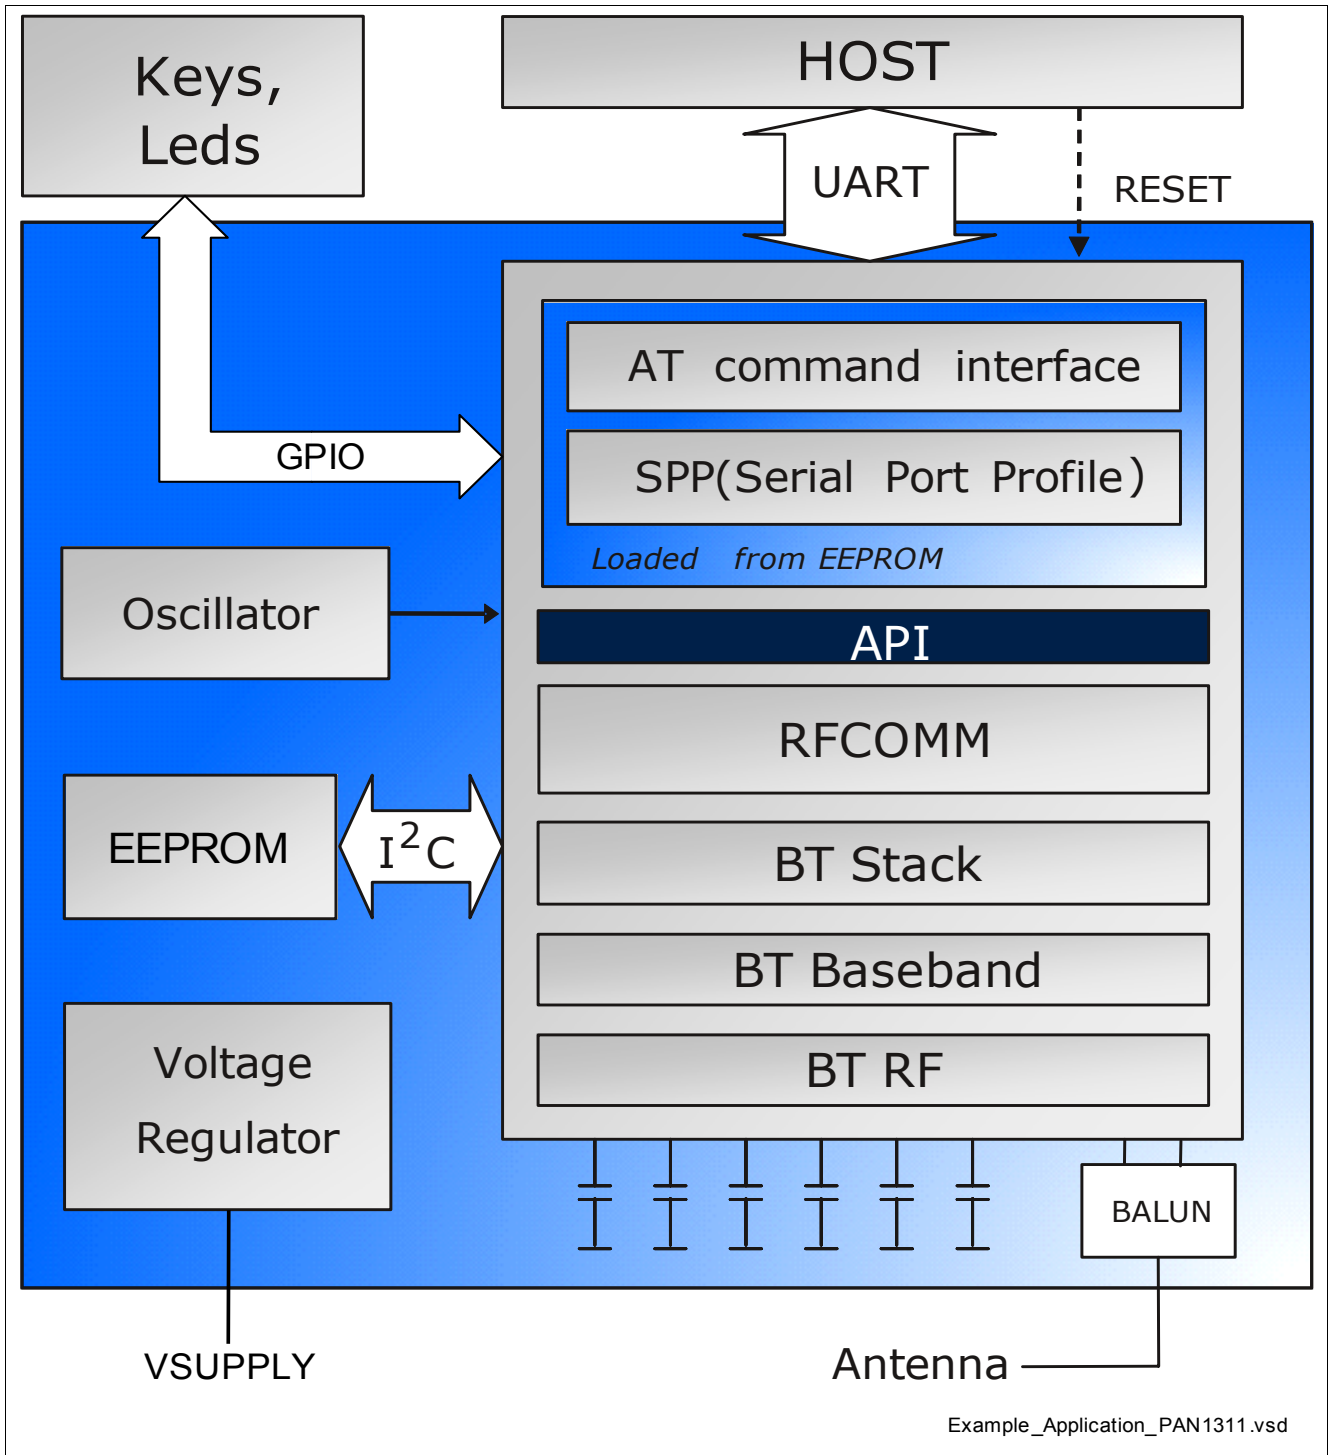 Keys,
Leds
HOST
UART
RESET
AT command interface
SPP(Serial Port Profile)
Loaded from EEPROM
GPIO
Oscillator
API
RFCOMM
EEPROM
I²C
BT Stack
BT Baseband
Voltage
Regulator
BT RF
BALUN
VSUPPLY
Antenna
Example_Application_PAN1311.vsd